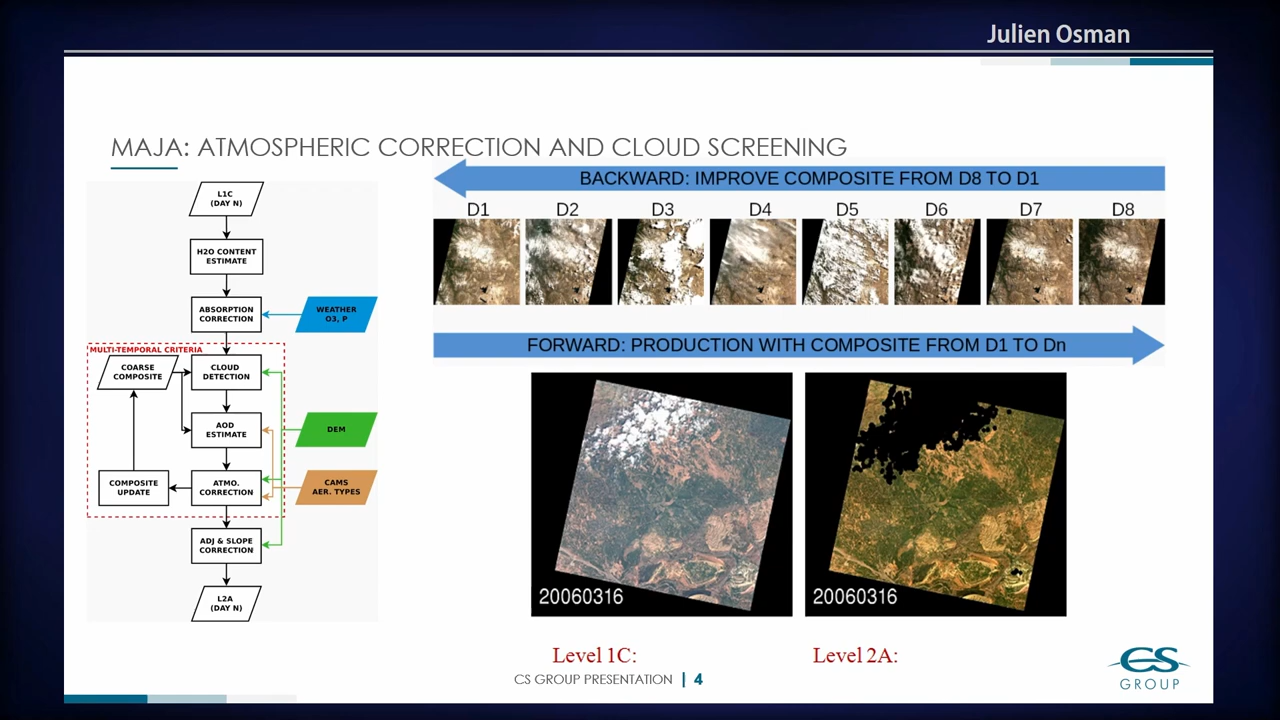 Julien Osman
MAJA: ATMOSPHERIC CORRECTION AND CLOUD SCREENING
L1C
(DAY N)
H2O CONTENT
ESTIMATE
ABSORPTION
CORRECTION
WEATHER
O3, P
MULTI-TEMPORAL CRITERIA
COARSE
COMPOSITE
CLOUD
DETECTION
AOD
ESTIMATE
DEM
COMPOSITE
UPDATE
ATMO.
CORRECTION
CAMS
AER. TYPES
ADJ & SLOPE
CORRECTION
L2A
(DAY N)
BACKWARD: IMPROVE COMPOSITE FROM D8 TO D1
D1 D2 D3 D4 D5 D6 D7 D8
FORWARD: PRODUCTION WITH COMPOSITE FROM D1 TO Dn
20060316 20060316
Level 1C: Level 2A:
CS GROUP PRESENTATION | 4
CS
GROUP